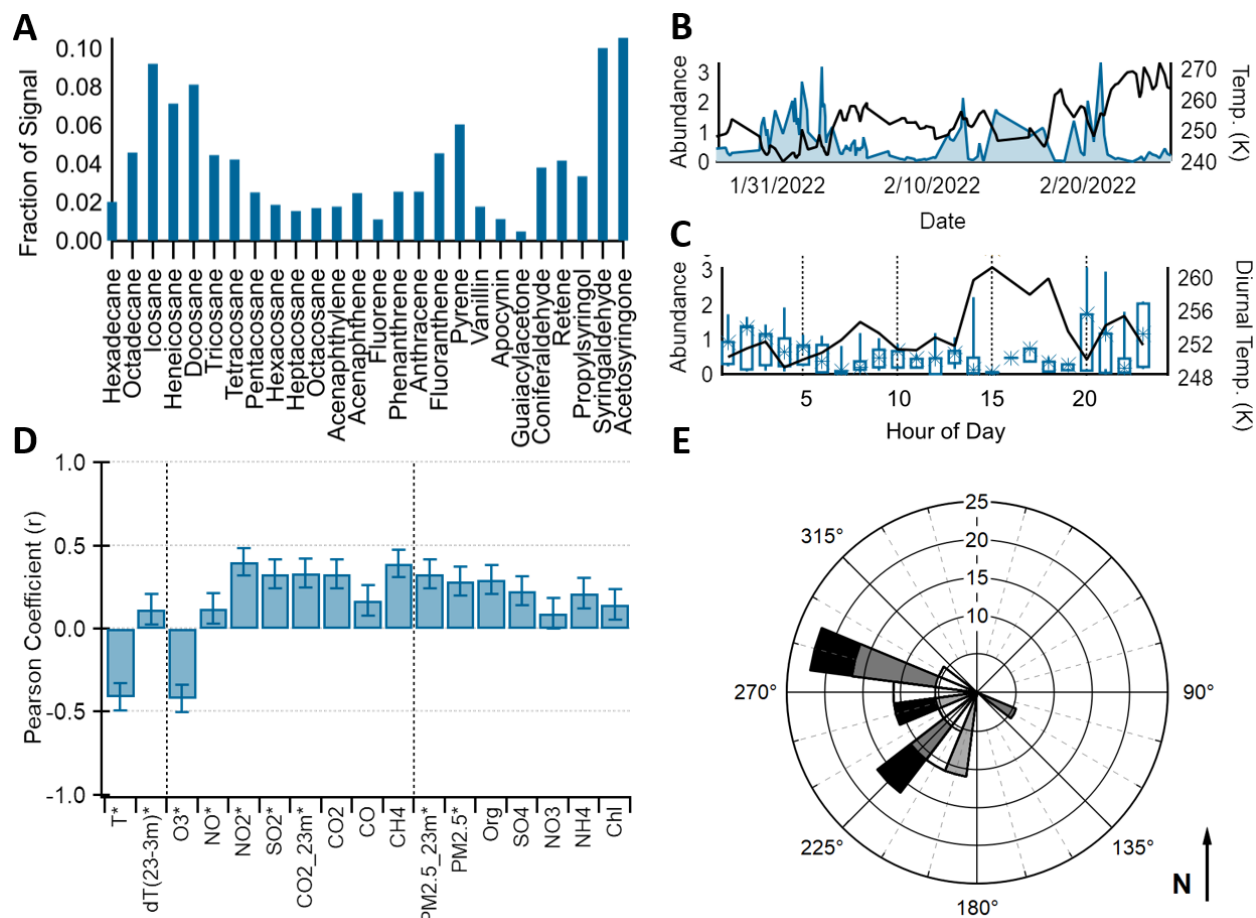 A
Fraction of Signal
0.10
0.08
0.06
0.04
0.02
0.00
Hexadecane
Octadecane
Icosane
Heneicosane
Docosane
Tricosane
Tetracosane
Pentacosane
Hexacosane
Heptacosane
Octacosane
Acenaphthylene
Acenaphthene
Fluorene
Phenanthrene
Anthracene
Fluoranthene
Pyrene
Vanillin
Apocynin
Guaiacylacetone
Coniferaldehyde
Retene
Propylsyringol
Syringaldehyde
Acetosyringone
B
Abundance
3
2
1
0
270
260
250
240
Temp. (K)
1/31/2022 2/10/2022 2/20/2022
Date
C
Abundance
3
2
1
0
260
256
252
248
Diurnal Temp. (K)
5 10 15 20
Hour of Day
D
Pearson Coefficient (r)
1.0
0.5
0.0
-0.5
-1.0
T*
dT(23-3m)*
O3*
NO*
NO2*
SO2*
CO2_23m*
CO2
CO
CH4
PM2.5_23m*
PM2.5*
Org
SO4
NO3
NH4
Chl
E
25
20
15
10
315°
270°
225°
180°
135°
90°
N